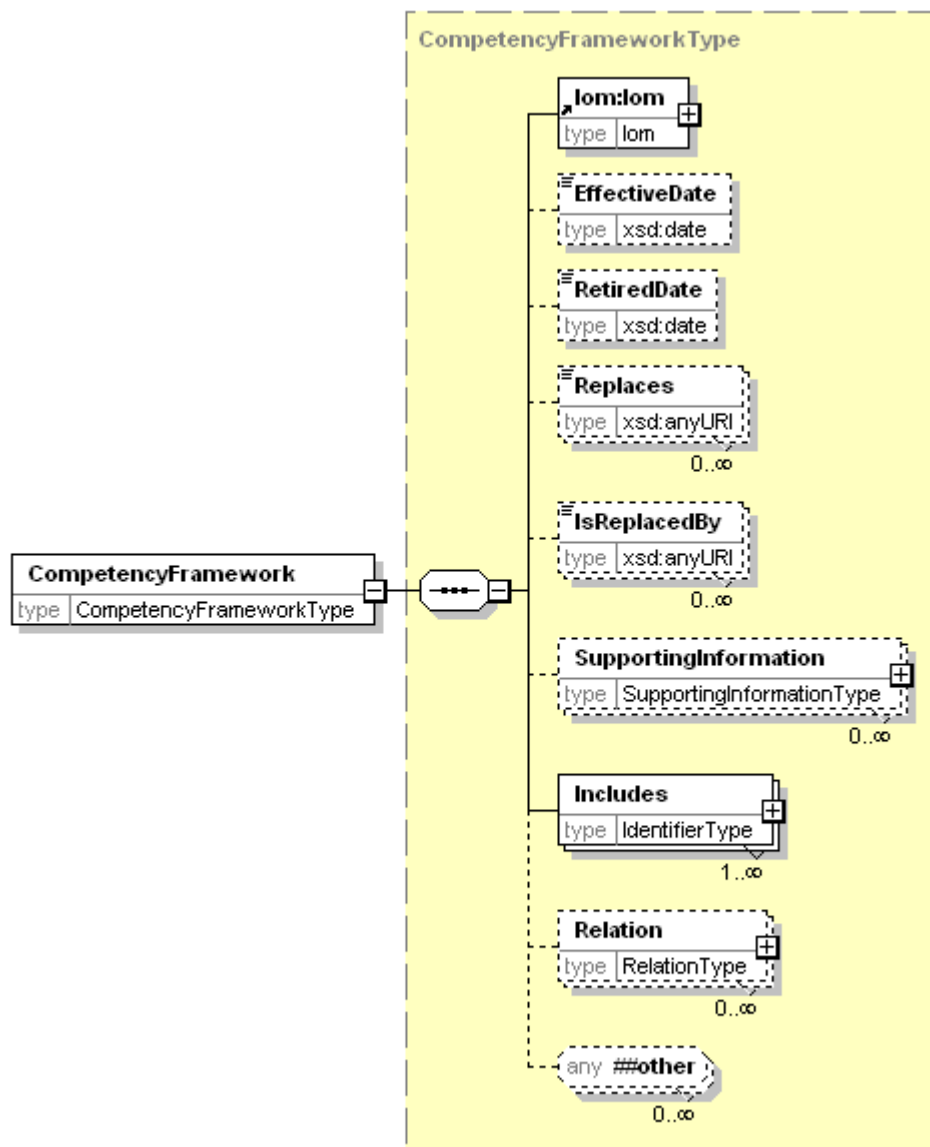 CompetencyFrameworkType
lom:lom
type lom
EffectiveDate
type xsd:date
RetiredDate
type xsd:date
Replaces
type xsd:anyURI
0..∞
IsReplacedBy
type xsd:anyURI
0..∞
CompetencyFramework
type CompetencyFrameworkType
SupportingInformation
type SupportingInformationType
0..∞
Includes
type IdentifierType
1..∞
Relation
type RelationType
0..∞
any ##other
0..∞